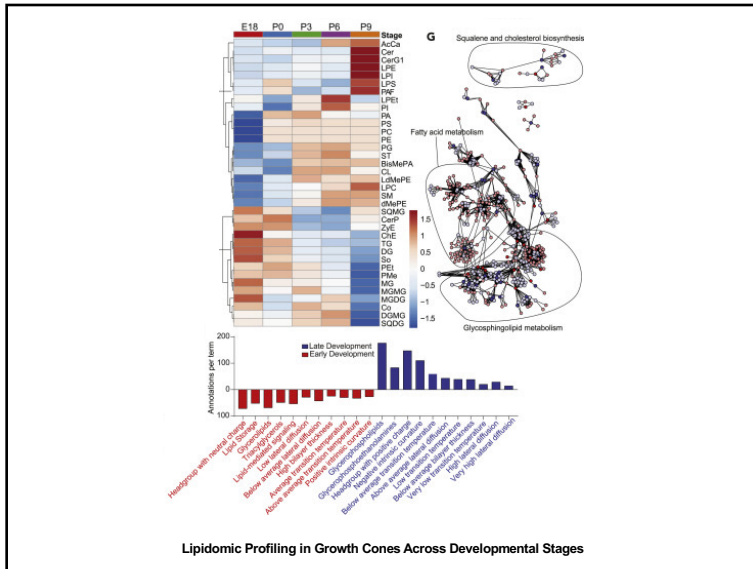 E18 P0 P3 P6 P9
Stage
AcCa
Cer
CerG1
LPE
LPI
LPS
PAF
LPEt
PI
PA
PS
PC
PE
PG
ST
BisMePA
CL
LdMePE
LPC
SM
dMePE
SQMG
CerP
ZyE
ChE
TG
DG
So
PEt
PMe
MG
MGMG
MGDG
Co
DGMG
SQDG
1.5
1
0.5
0
−0.5
−1
−1.5
G
Squalene and cholesterol biosynthesis
Fatty acid metabolism
Glycosphingolipid metabolism
Annotations per term
200
100
0
100
Late Development
Early Development
Headgroup with neutral charge
Lipid Storage
Glycerolipids
Triacylglycerols
Lipid-mediated signaling
Low lateral diffusion
Below average lateral diffusion
High bilayer thickness
Average transition temperature
Above average transition temperature
Positive intrinsic curvature
Glycerophospholipids
Glycerophosphoethanolamines
Headgroup with positive charge
Negative intrinsic curvature
Below average transition temperature
Above average lateral diffusion
Low transition temperature
Below average bilayer thickness
Very low transition temperature
High lateral diffusion
Very high lateral diffusion
Lipidomic Profiling in Growth Cones Across Developmental Stages